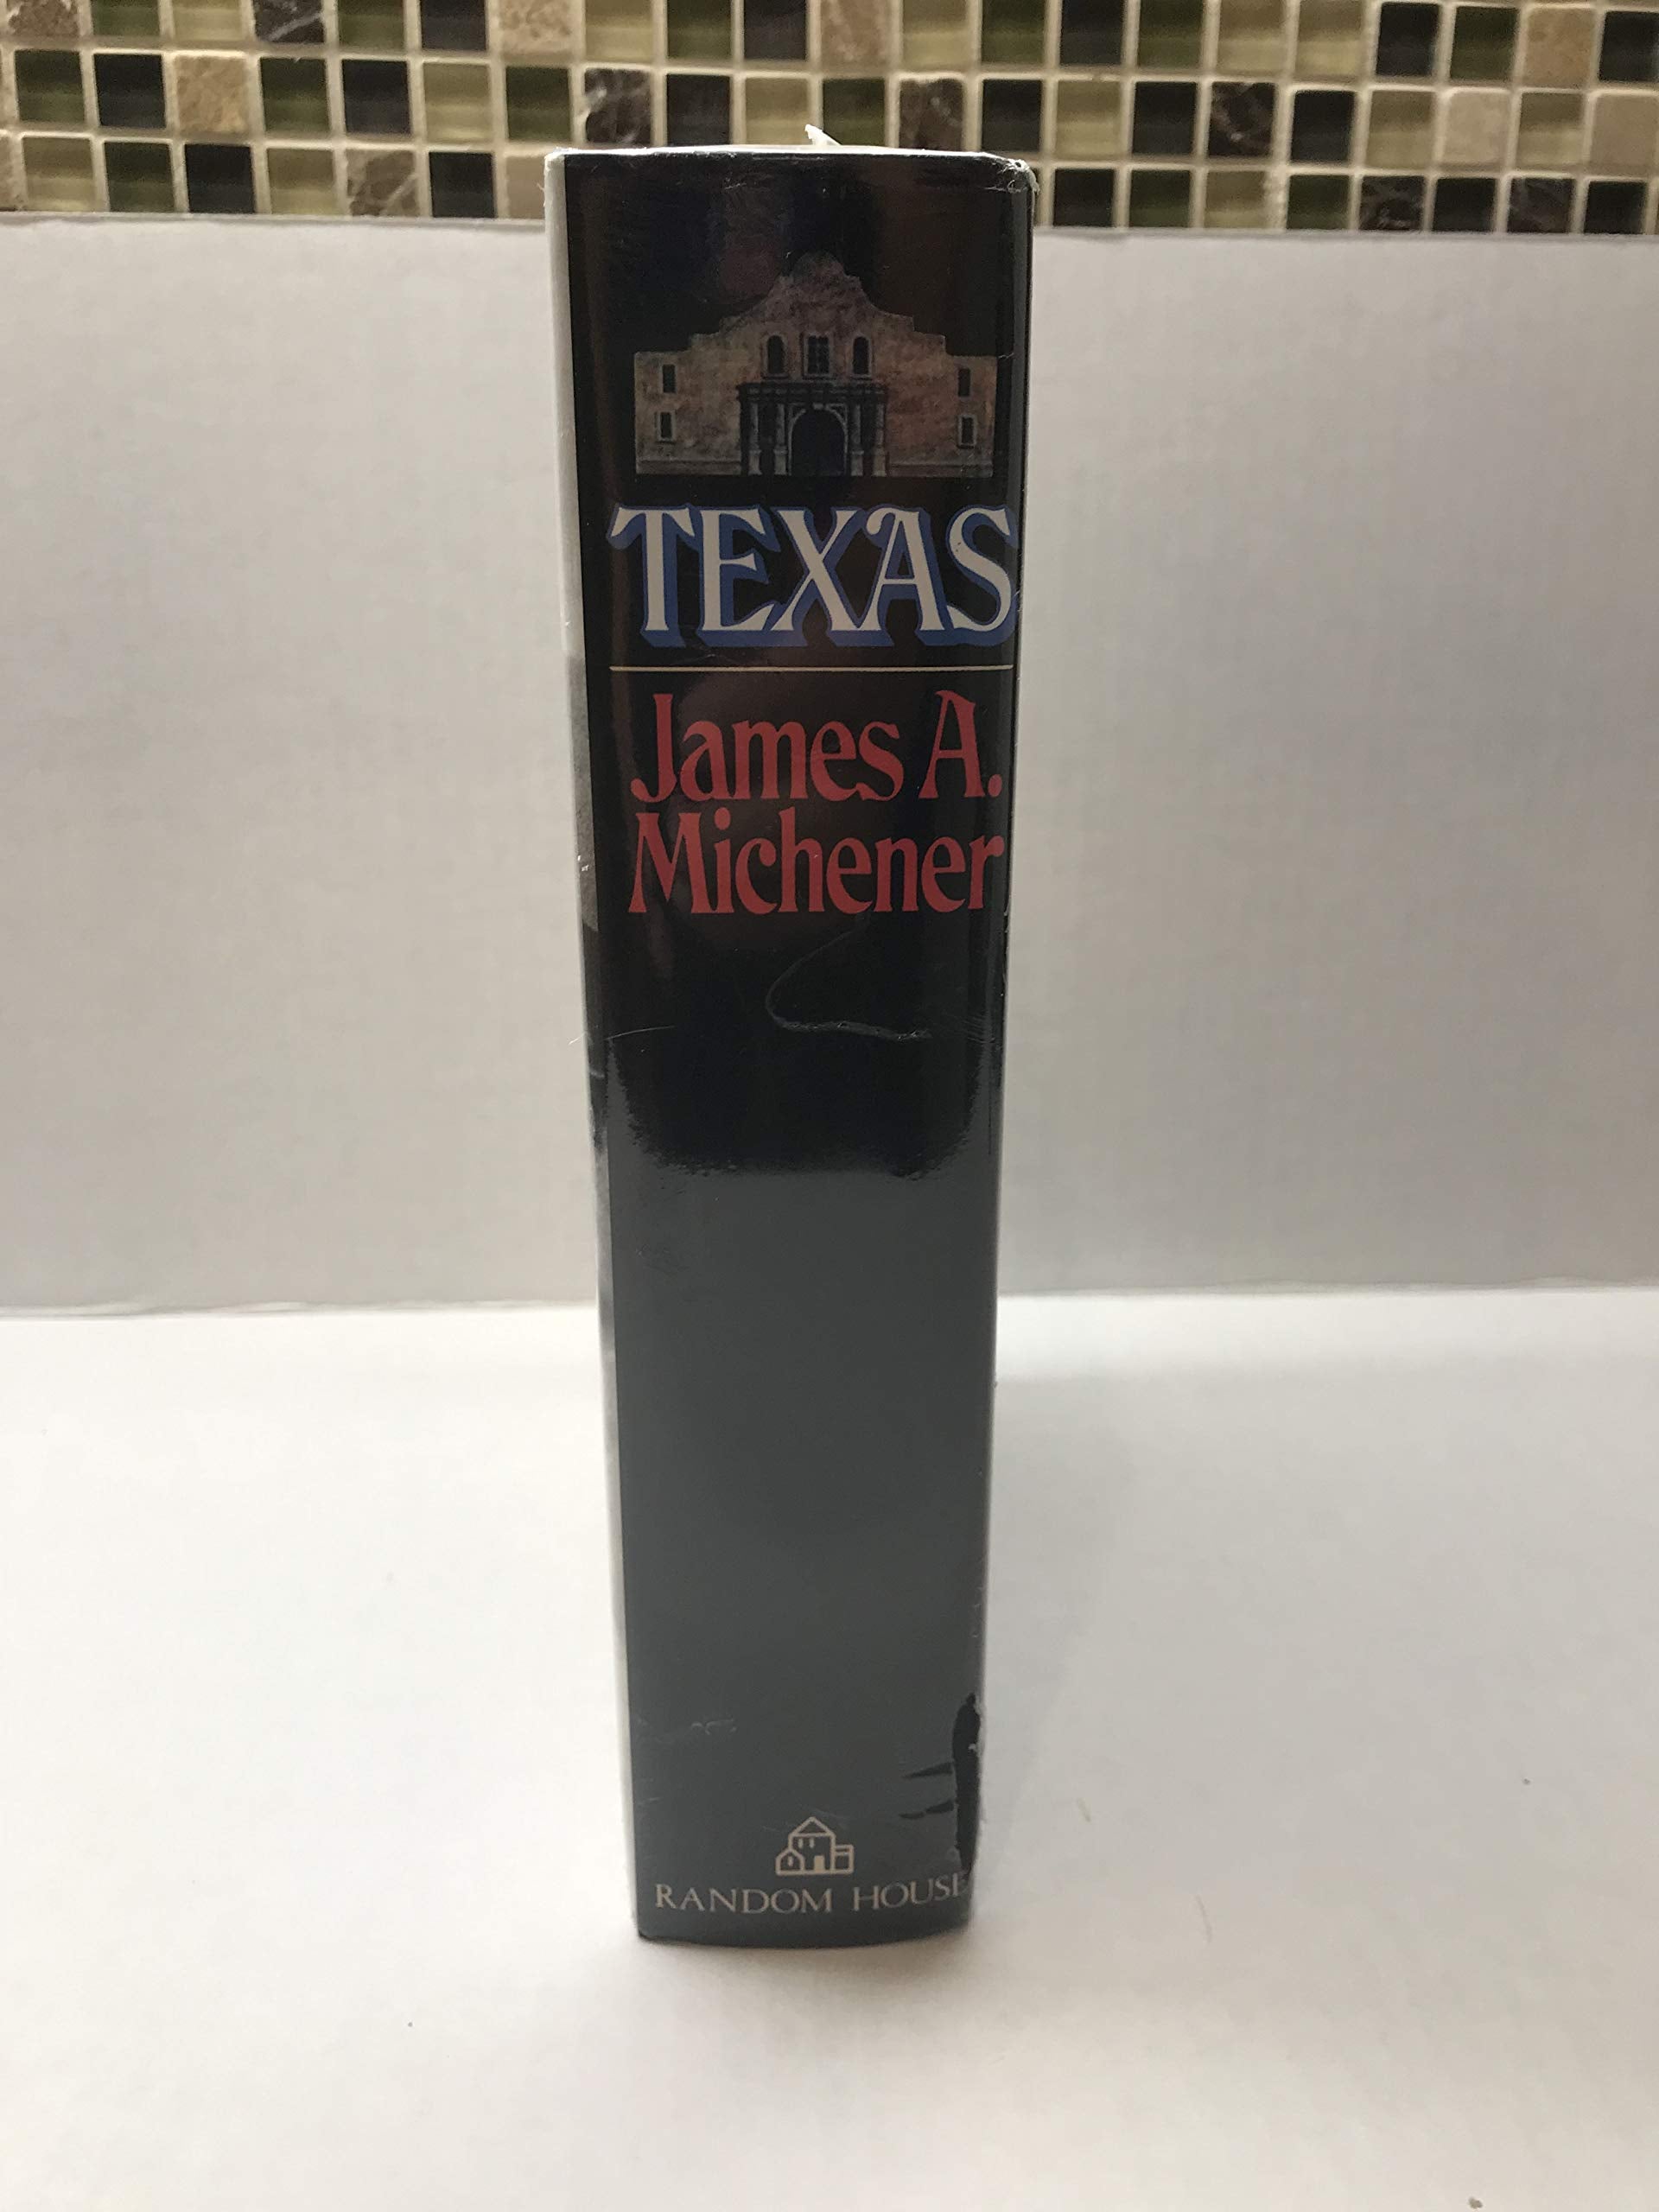 TEXAS
James A.
Michener
RANDOM HOUSE